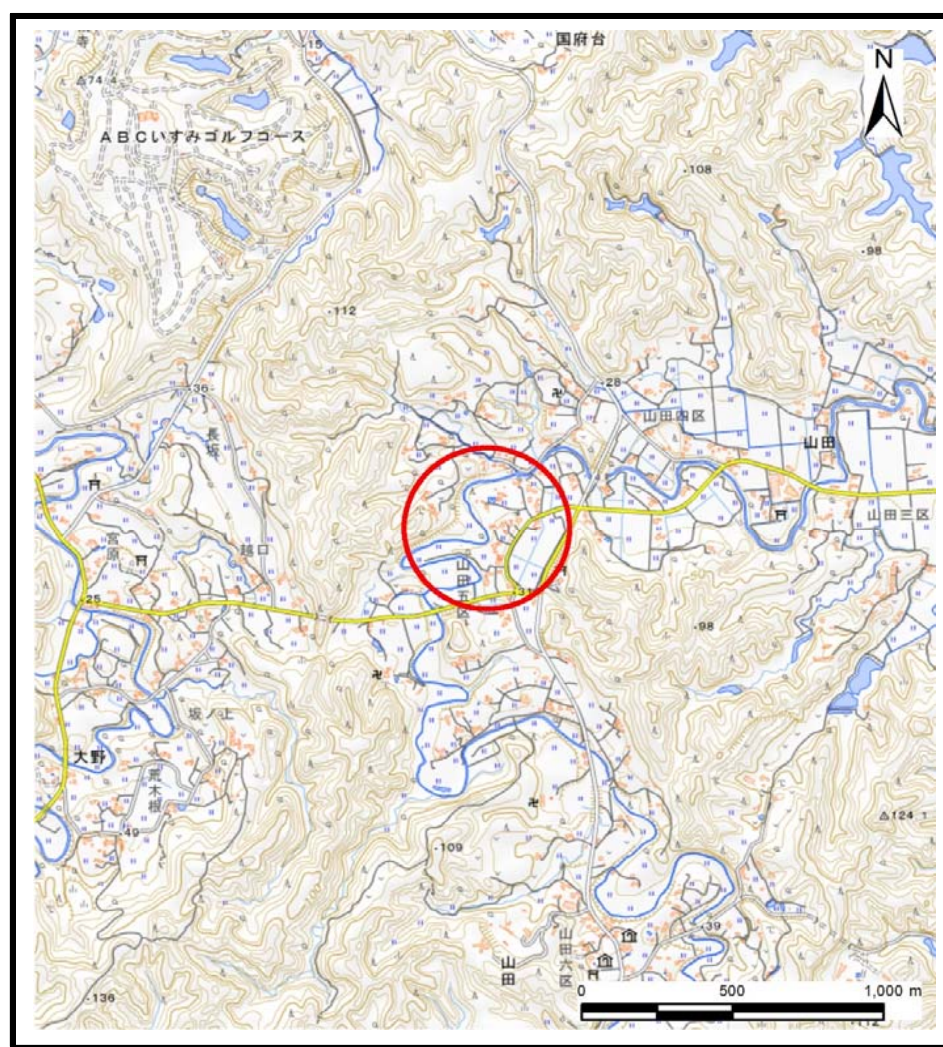 寺
15
国府台
N
74.4
ABCいすみゴルフコース
108
98
112
36
28
長坂
山田四区
山田
山田三区
宮原
越口
山田五区
31
25
98
坂ノ上
大野
荒木根
49
109
124
39
山田六区
山田
136
112
0 500 1,000 m